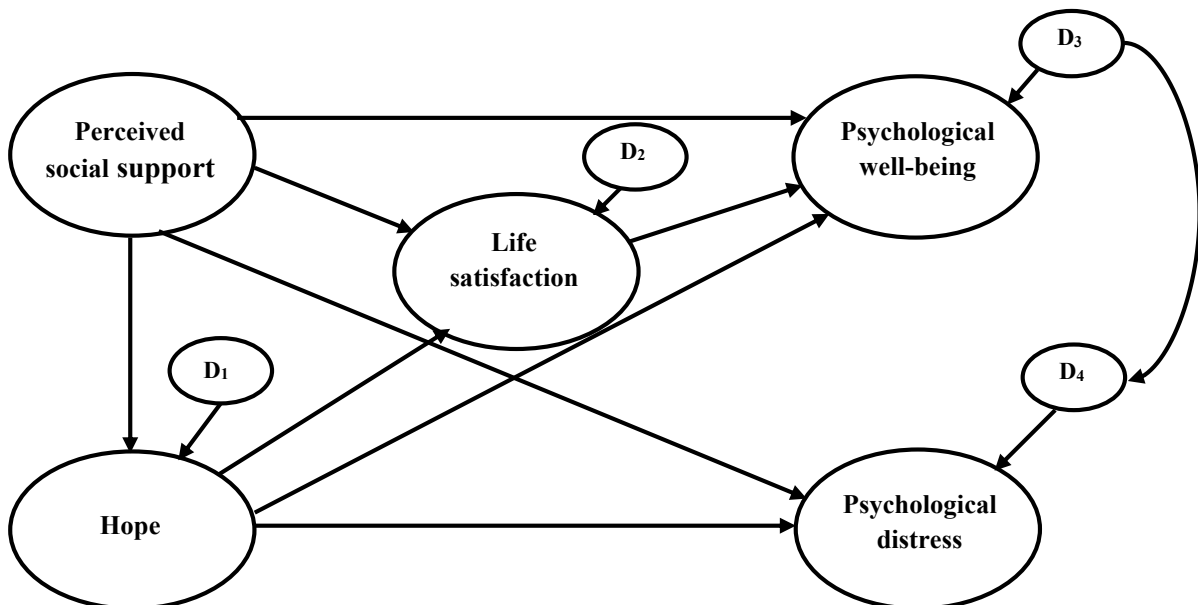 D3
Perceived
social support
Psychological
well-being
D2
Life
satisfaction
D1
D4
Hope
Psychological
distress